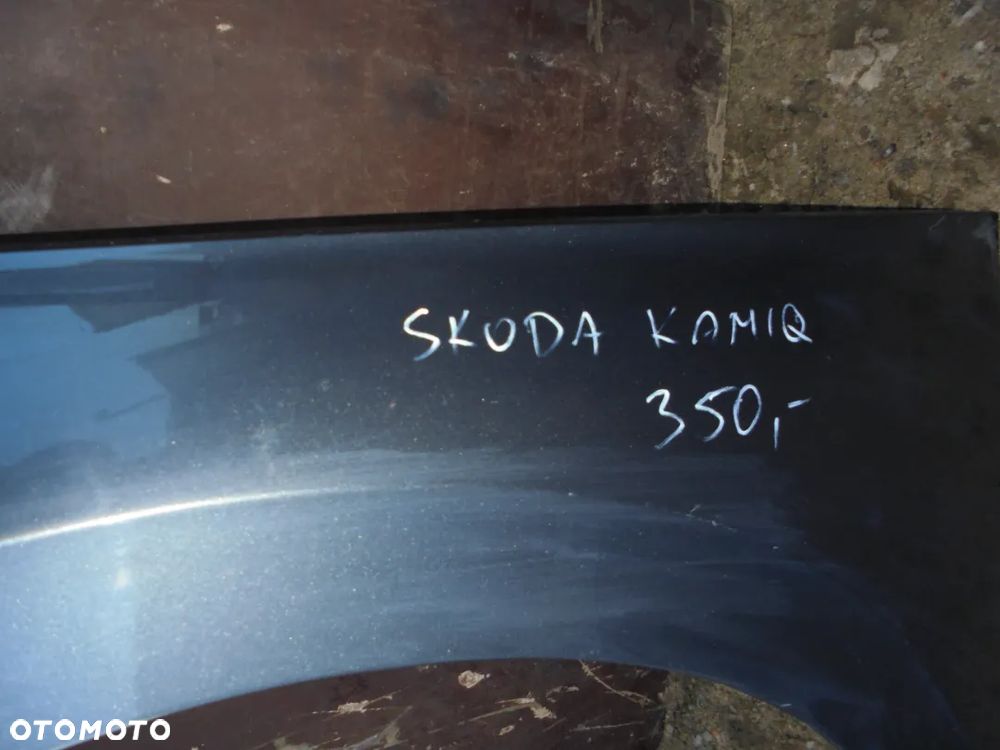 SKODA KAMIQ
350,-
OTOMOTO